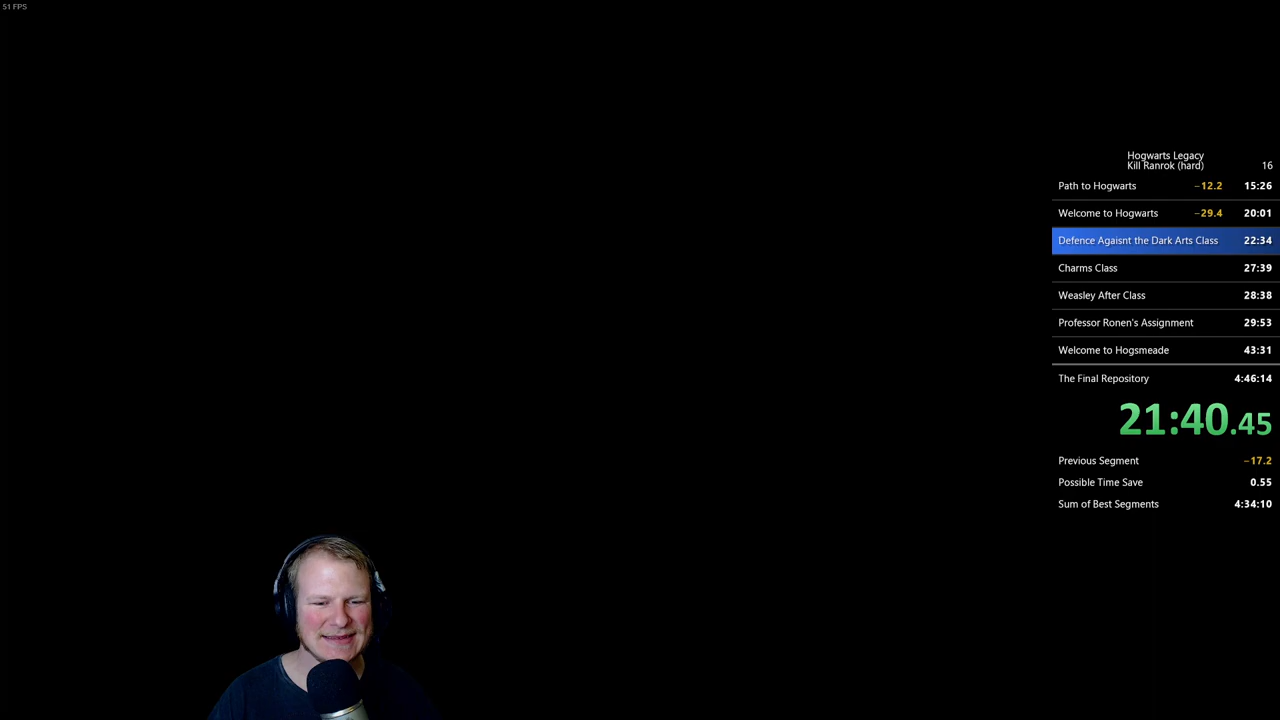 51 FPS
Hogwarts Legacy
Kill Ranrok (hard) 16
Path to Hogwarts −12.2 15:26
Welcome to Hogwarts −29.4 20:01
Defence Agaisnt the Dark Arts Class 22:34
Charms Class 27:39
Weasley After Class 28:38
Professor Ronen's Assignment 29:53
Welcome to Hogsmeade 43:31
The Final Repository 4:46:14
21:40.45
Previous Segment −17.2
Possible Time Save 0.55
Sum of Best Segments 4:34:10